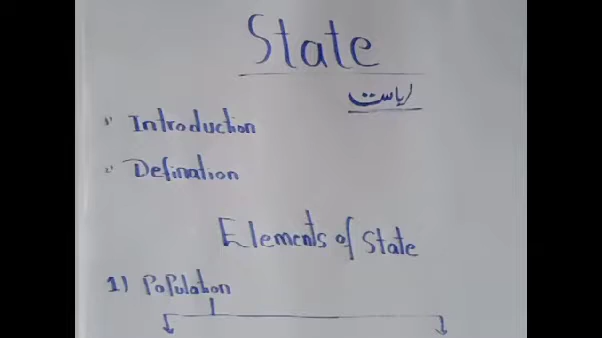 State
ریاست
Introduction
Defination
Elements of State
1) Population